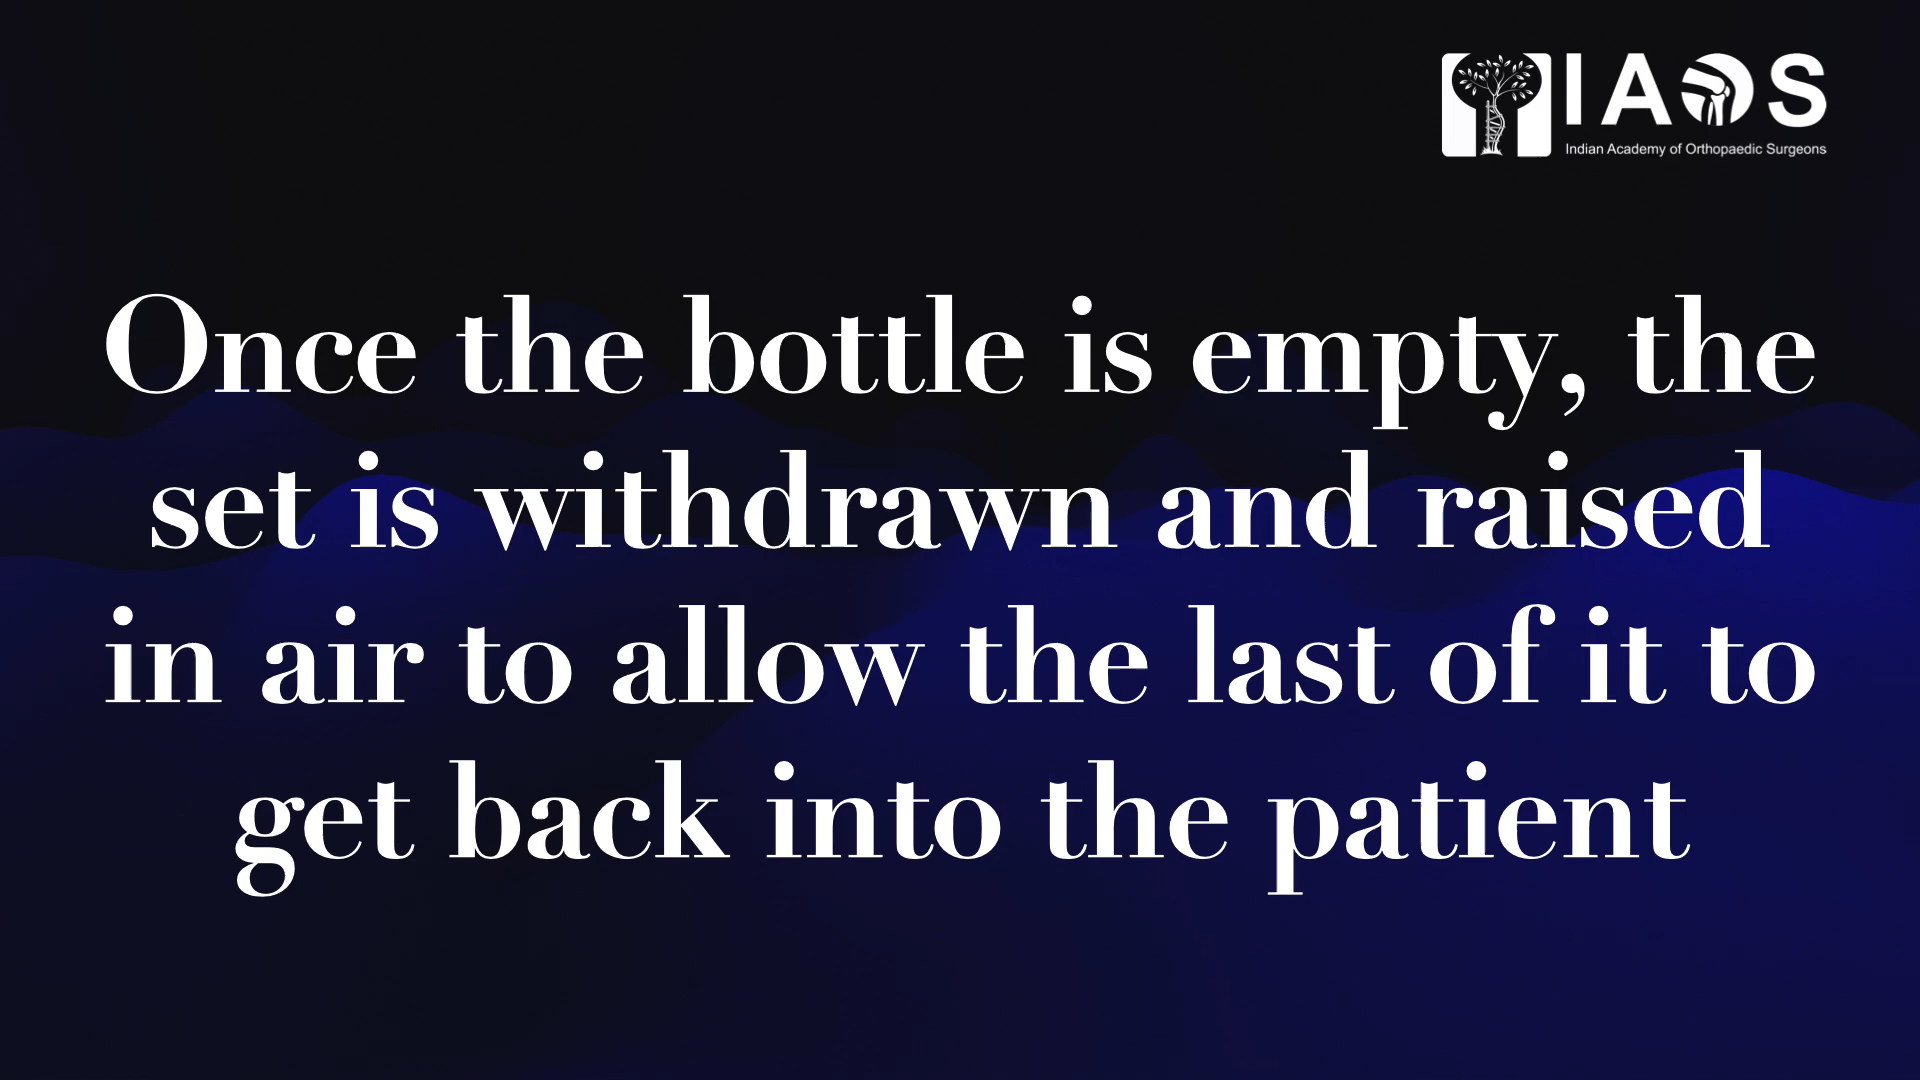 IAOS
Indian Academy of Orthopaedic Surgeons
Once the bottle is empty, the
set is withdrawn and raised
in air to allow the last of it to
get back into the patient